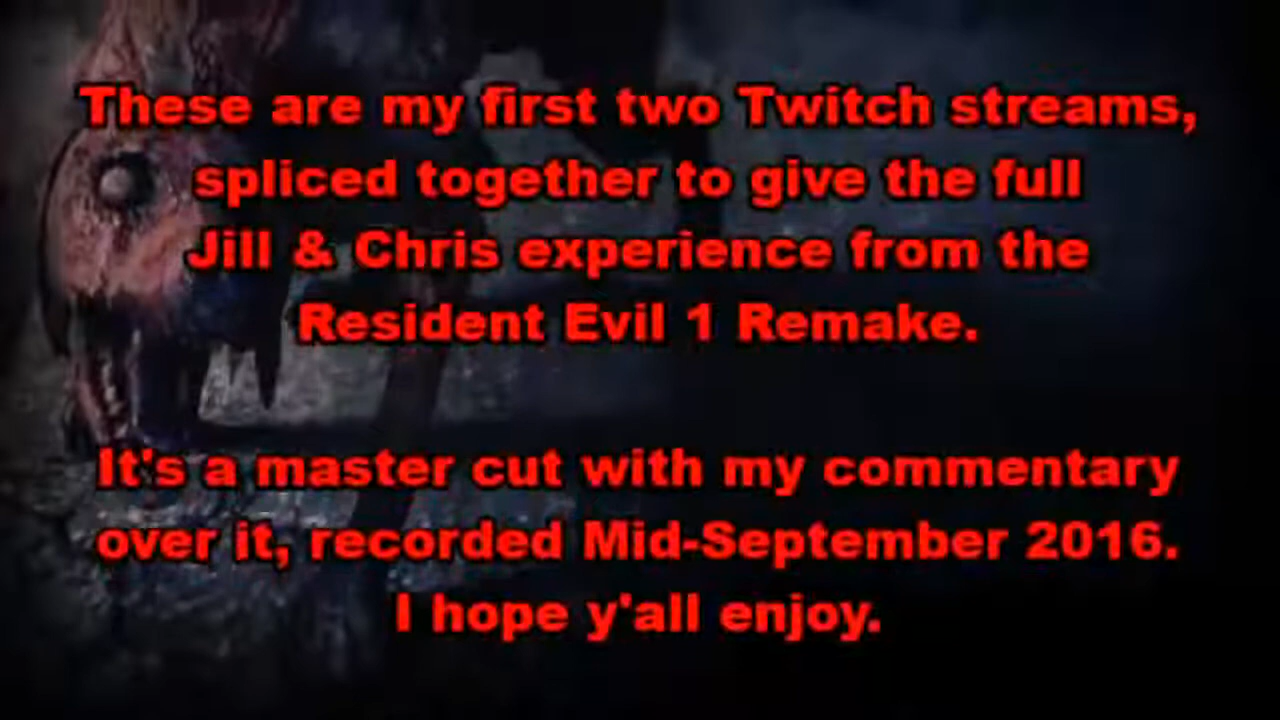 These are my first two Twitch streams,
spliced together to give the full
Jill & Chris experience from the
Resident Evil 1 Remake.
It's a master cut with my commentary
over it, recorded Mid-September 2016.
I hope y'all enjoy.